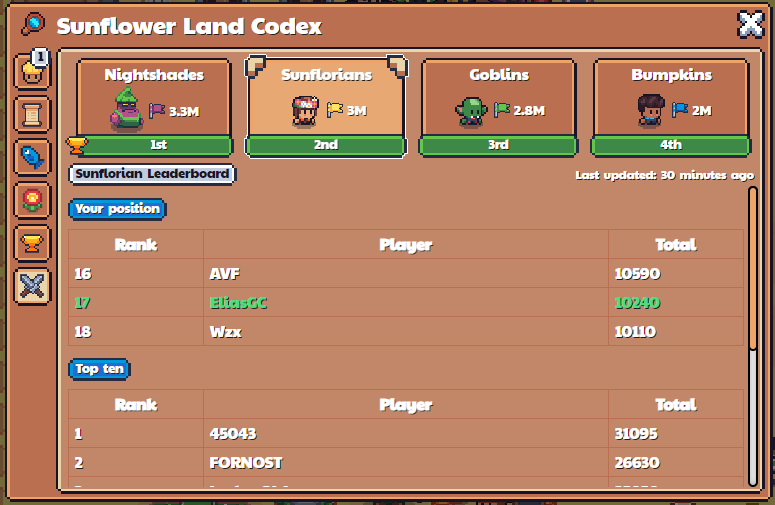 Sunflower Land Codex
1
Nightshades
Sunflorians
Goblins
Bumpkins
3.3M
3M
2.8M
2M
1st
2nd
3rd
4th
Sunflorian Leaderboard
Last updated: 30 minutes ago
Your position
Rank Player Total
16 AVF 10590
17 EliasGC 10240
18 Wzx 10110
Top ten
Rank Player Total
1 45043 31095
2 FORNOST 26630